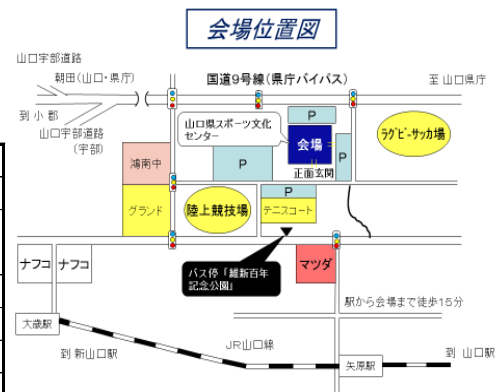 会場位置図
山口宇部道路
朝田(山口・県庁)
国道9号線(県庁バイパス)
至 山口県庁
到 小郡
山口宇部道路
(宇部)
山口県スポーツ文化
センター
P
会場
P
P
ラグビーサッカ場
正面玄関
鴻南中
P
グランド
陸上競技場
テニスコート
ナフコ
ナフコ
バス停「維新百年
記念公園」
マツダ
駅から会場まで徒歩15分
大歳駅
到 新山口駅
JR山口線
矢原駅
到 山口駅